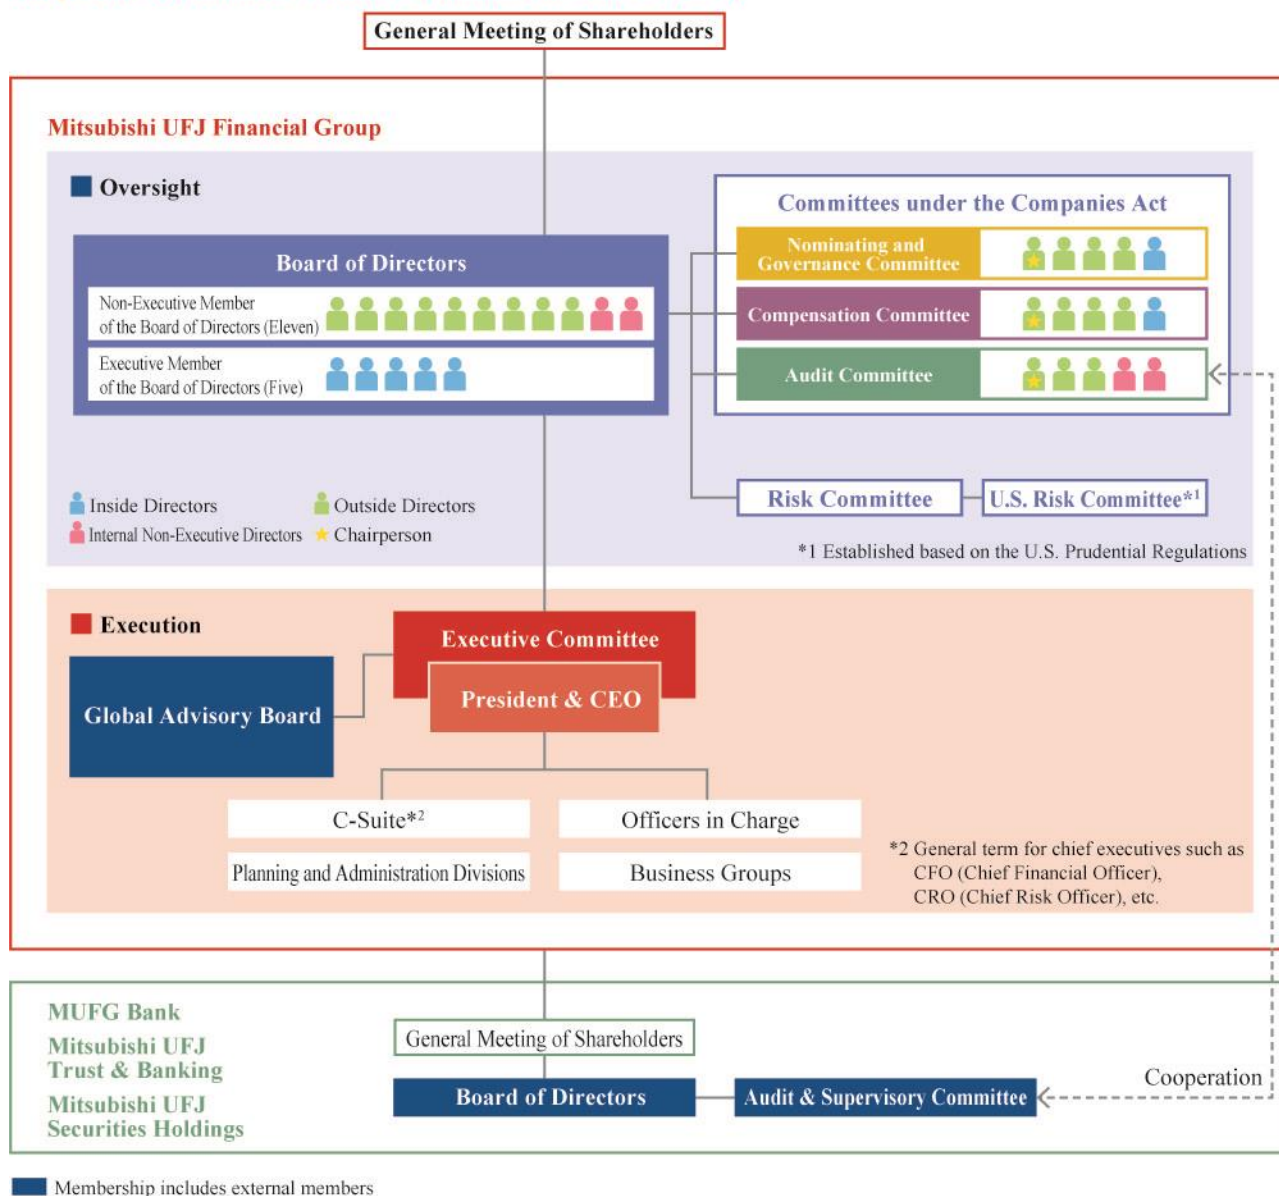 General Meeting of Shareholders
Mitsubishi UFJ Financial Group
Oversight
Board of Directors
Non-Executive Member
of the Board of Directors (Eleven)
Executive Member
of the Board of Directors (Five)
Committees under the Companies Act
Nominating and
Governance Committee
Compensation Committee
Audit Committee
Risk Committee
U.S. Risk Committee*1
Inside Directors
Outside Directors
Internal Non-Executive Directors
Chairperson
*1 Established based on the U.S. Prudential Regulations
Execution
Executive Committee
President & CEO
Global Advisory Board
C-Suite*2
Officers in Charge
Planning and Administration Divisions
Business Groups
*2 General term for chief executives such as
CFO (Chief Financial Officer),
CRO (Chief Risk Officer), etc.
MUFG Bank
Mitsubishi UFJ
Trust & Banking
Mitsubishi UFJ
Securities Holdings
General Meeting of Shareholders
Board of Directors
Audit & Supervisory Committee
Cooperation
Membership includes external members